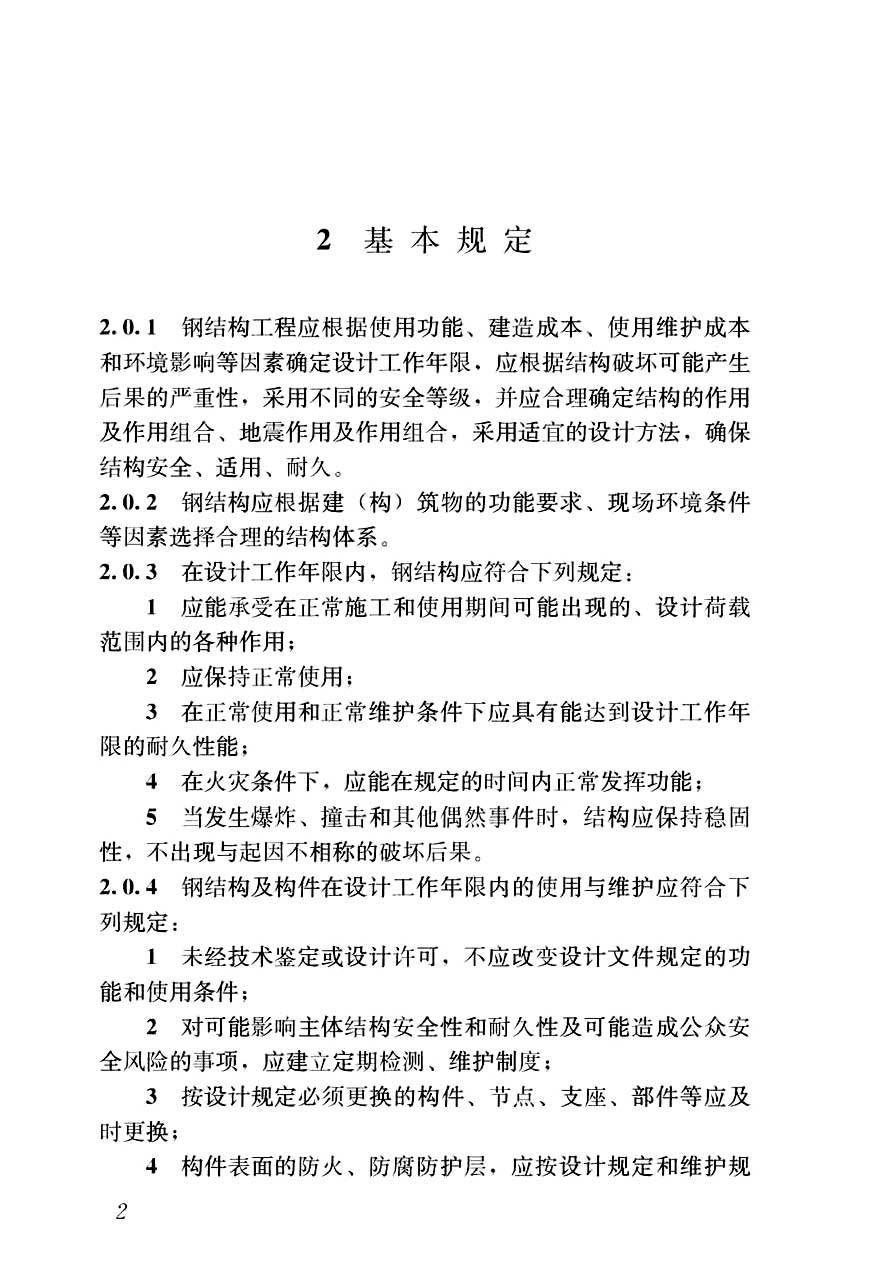 2 基本规定
2.0.1 钢结构工程应根据使用功能、建造成本、使用维护成本
和环境影响等因素确定设计工作年限，应根据结构破坏可能产生
后果的严重性，采用不同的安全等级，并应合理确定结构的作用
及作用组合、地震作用及作用组合，采用适宜的设计方法，确保
结构安全、适用、耐久。
2.0.2 钢结构应根据建（构）筑物的功能要求、现场环境条件
等因素选择合理的结构体系。
2.0.3 在设计工作年限内，钢结构应符合下列规定：
1 应能承受在正常施工和使用期间可能出现的、设计荷载
范围内的各种作用；
2 应保持正常使用；
3 在正常使用和正常维护条件下应具有能达到设计工作年
限的耐久性能；
4 在火灾条件下，应能在规定的时间内正常发挥功能；
5 当发生爆炸、撞击和其他偶然事件时，结构应保持稳固
性，不出现与起因不相称的破坏后果。
2.0.4 钢结构及构件在设计工作年限内的使用与维护应符合下
列规定：
1 未经技术鉴定或设计许可，不应改变设计文件规定的功
能和使用条件；
2 对可能影响主体结构安全性和耐久性及可能造成公众安
全风险的事项，应建立定期检测、维护制度；
3 按设计规定必须更换的构件、节点、支座、部件等应及
时更换；
4 构件表面的防火、防腐防护层，应按设计规定和维护规
2